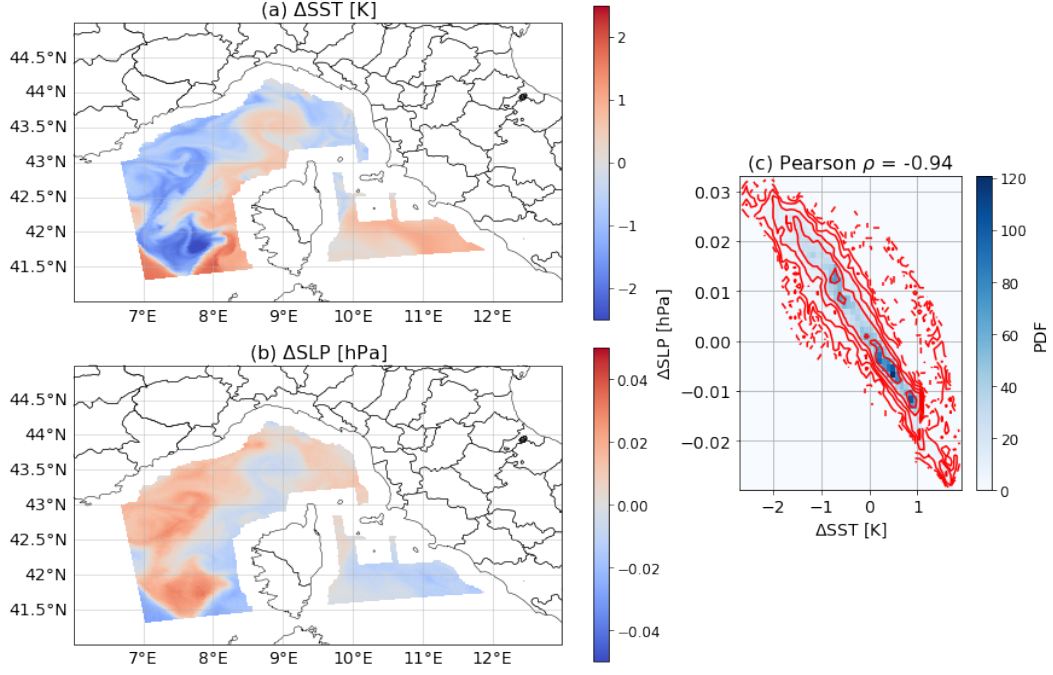 (a) ΔSST [K]
44.5°N
44°N
43.5°N
43°N
42.5°N
42°N
41.5°N
7°E 8°E 9°E 10°E 11°E 12°E
2
1
0
−1
−2
(b) ΔSLP [hPa]
44.5°N
44°N
43.5°N
43°N
42.5°N
42°N
41.5°N
7°E 8°E 9°E 10°E 11°E 12°E
0.04
0.02
0.00
−0.02
−0.04
(c) Pearson ρ = -0.94
ΔSLP [hPa]
0.03
0.02
0.01
0.00
−0.01
−0.02
−2 −1 0 1
ΔSST [K]
120
100
80
60
40
20
0
PDF